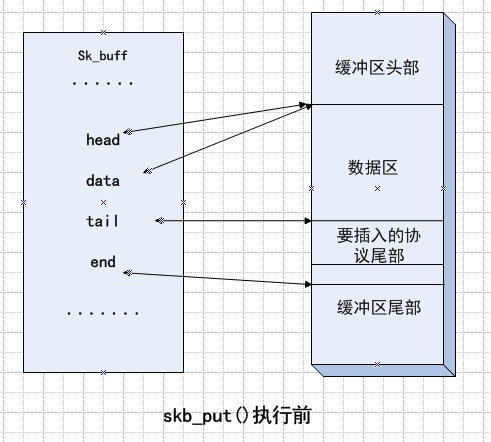 Sk_buff
......
head
data
tail
end
.......
缓冲区头部
数据区
要插入的协
议尾部
缓冲区尾部
skb_put()执行前